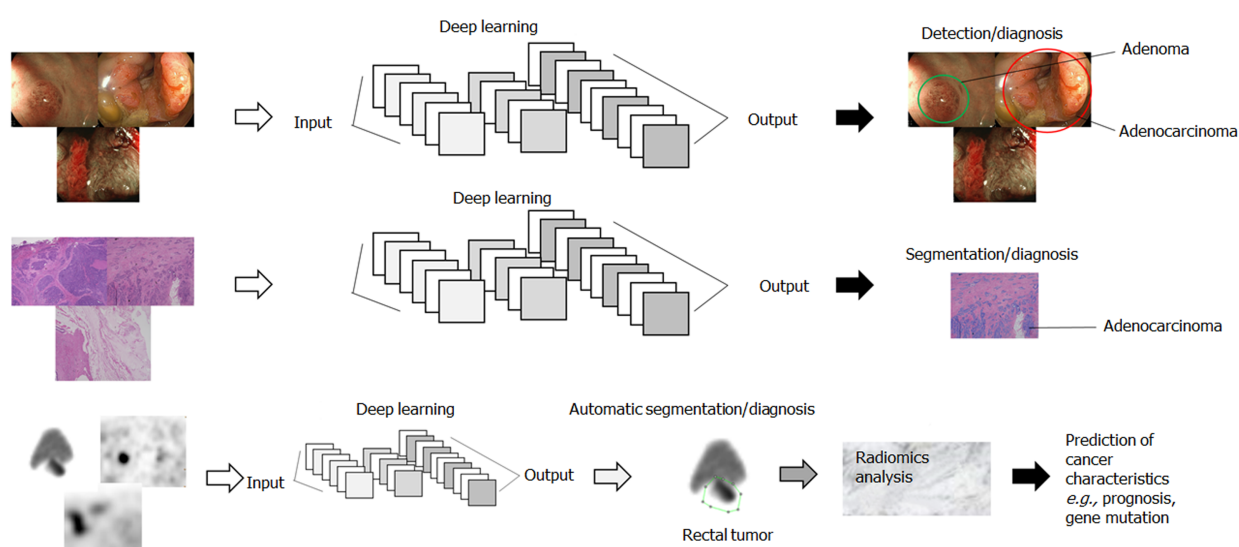 Deep learning
Detection/diagnosis
Adenoma
Input
Output
Adenocarcinoma
Deep learning
Segmentation/diagnosis
Output
Adenocarcinoma
Deep learning
Automatic segmentation/diagnosis
Input
Output
Rectal tumor
Radiomics
analysis
Prediction of
cancer
characteristics
e.g., prognosis,
gene mutation